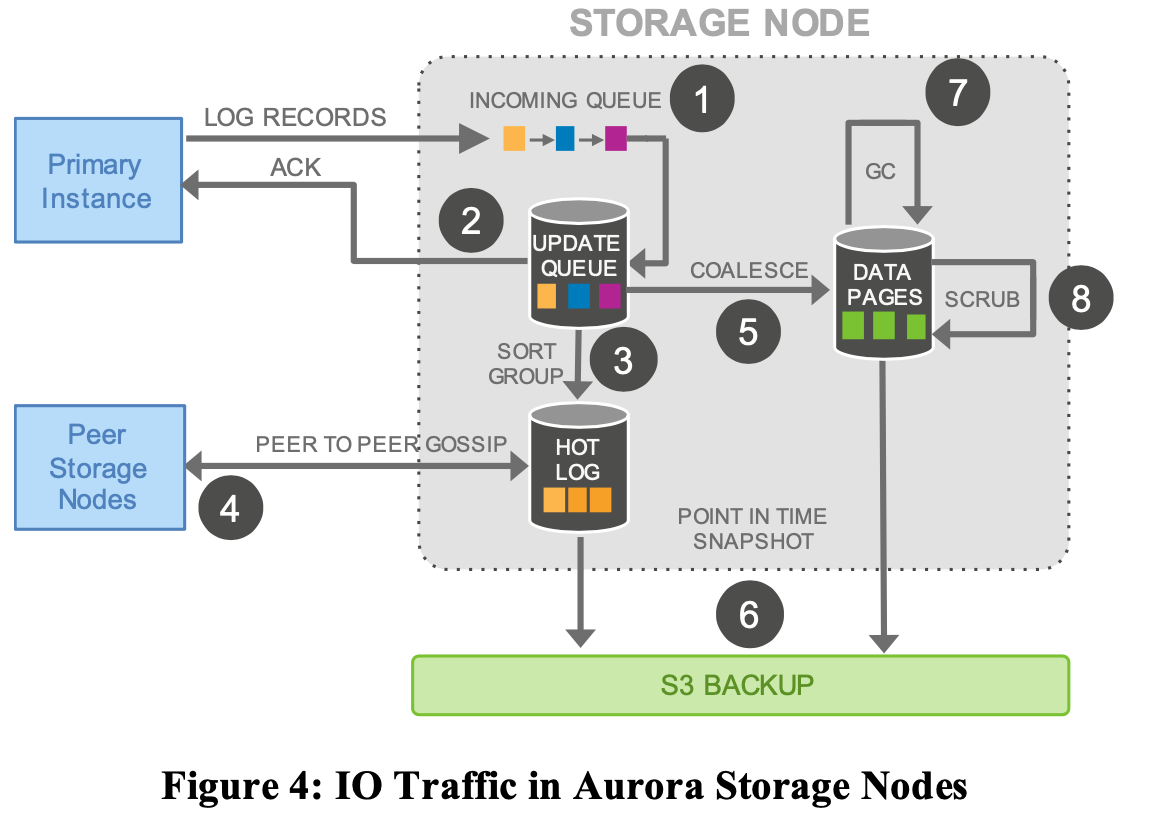 STORAGE NODE
INCOMING QUEUE
1
7
LOG RECORDS
Primary
Instance
ACK
GC
2
UPDATE
QUEUE
COALESCE
5
DATA
PAGES
SCRUB
8
SORT
GROUP
3
Peer
Storage
Nodes
PEER TO PEER GOSSIP
4
HOT
LOG
POINT IN TIME
SNAPSHOT
6
S3 BACKUP
Figure 4: IO Traffic in Aurora Storage Nodes